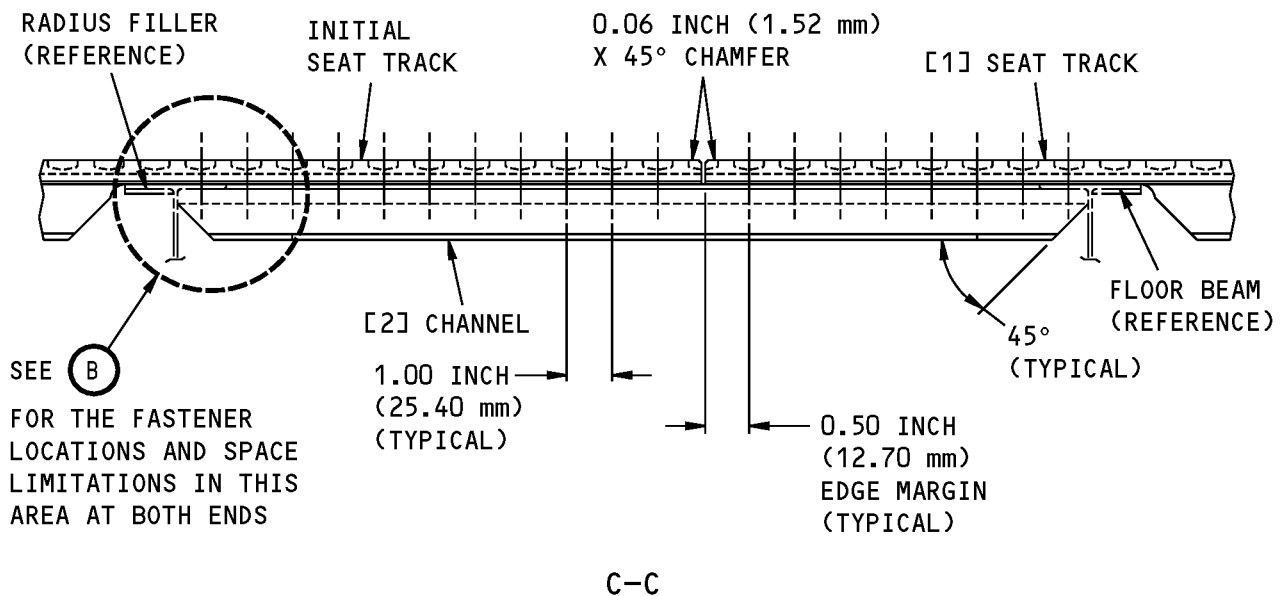 RADIUS FILLER
(REFERENCE)
INITIAL
SEAT TRACK
0.06 INCH (1.52 mm)
X 45° CHAMFER
[1] SEAT TRACK
[2] CHANNEL
FLOOR BEAM
(REFERENCE)
45°
(TYPICAL)
SEE B
FOR THE FASTENER
LOCATIONS AND SPACE
LIMITATIONS IN THIS
AREA AT BOTH ENDS
1.00 INCH
(25.40 mm)
(TYPICAL)
0.50 INCH
(12.70 mm)
EDGE MARGIN
(TYPICAL)
C-C